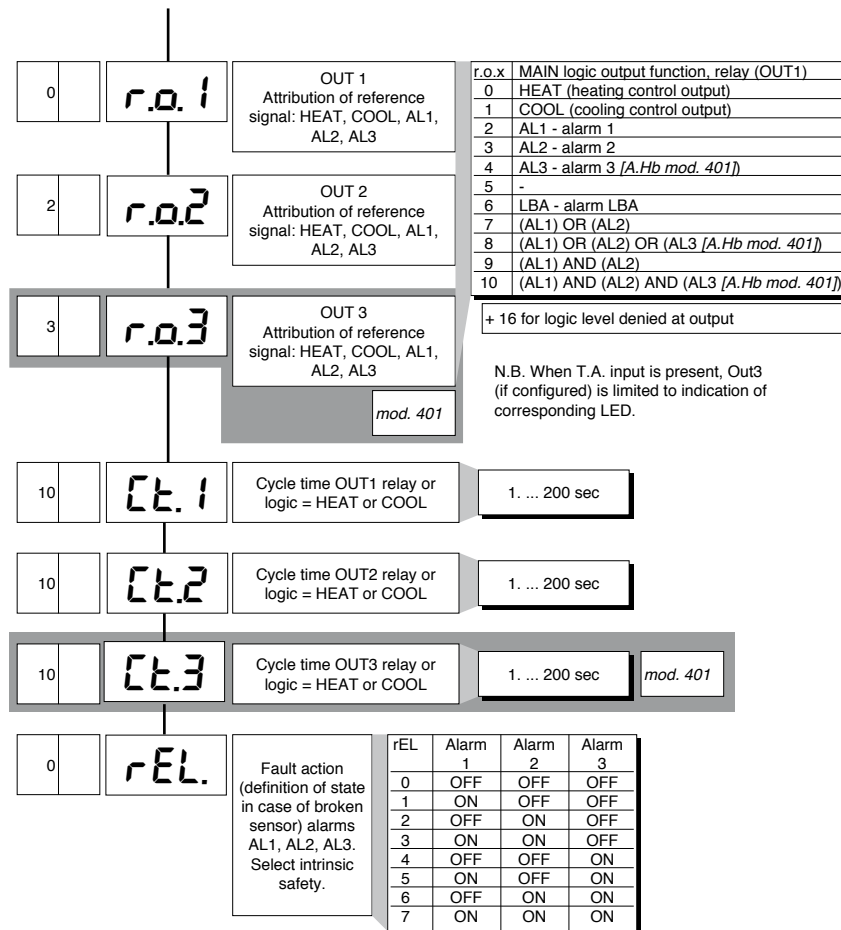 0
r.o.1
OUT 1
Attribution of reference
signal: HEAT, COOL, AL1,
AL2, AL3
r.o.x MAIN logic output function, relay (OUT1)
0 HEAT (heating control output)
1 COOL (cooling control output)
2 AL1 - alarm 1
3 AL2 - alarm 2
4 AL3 - alarm 3 [A.Hb mod. 401])
5 -
6 LBA - alarm LBA
7 (AL1) OR (AL2)
8 (AL1) OR (AL2) OR (AL3 [A.Hb mod. 401])
9 (AL1) AND (AL2)
10 (AL1) AND (AL2) AND (AL3 [A.Hb mod. 401])
+ 16 for logic level denied at output
N.B. When T.A. input is present, Out3
(if configured) is limited to indication of
corresponding LED.
2
r.o.2
OUT 2
Attribution of reference
signal: HEAT, COOL, AL1,
AL2, AL3
3
r.o.3
OUT 3
Attribution of reference
signal: HEAT, COOL, AL1,
AL2, AL3
mod. 401
10
Ct.1
Cycle time OUT1 relay or
logic = HEAT or COOL
1. ... 200 sec
10
Ct.2
Cycle time OUT2 relay or
logic = HEAT or COOL
1. ... 200 sec
10
Ct.3
Cycle time OUT3 relay or
logic = HEAT or COOL
1. ... 200 sec
mod. 401
0
rEL.
Fault action
(definition of state
in case of broken
sensor) alarms
AL1, AL2, AL3.
Select intrinsic
safety.
rEL Alarm 1 Alarm 2 Alarm 3
0 OFF OFF OFF
1 ON OFF OFF
2 OFF ON OFF
3 ON ON OFF
4 OFF OFF ON
5 ON OFF ON
6 OFF ON ON
7 ON ON ON